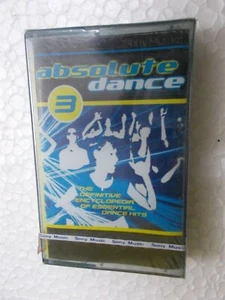 absolute
dance
3
THE
DEFINITIVE
ENCYCLOPEDIA
OF ESSENTIAL
DANCE HITS
Sony Music Sony Music Sony Music Sony Music